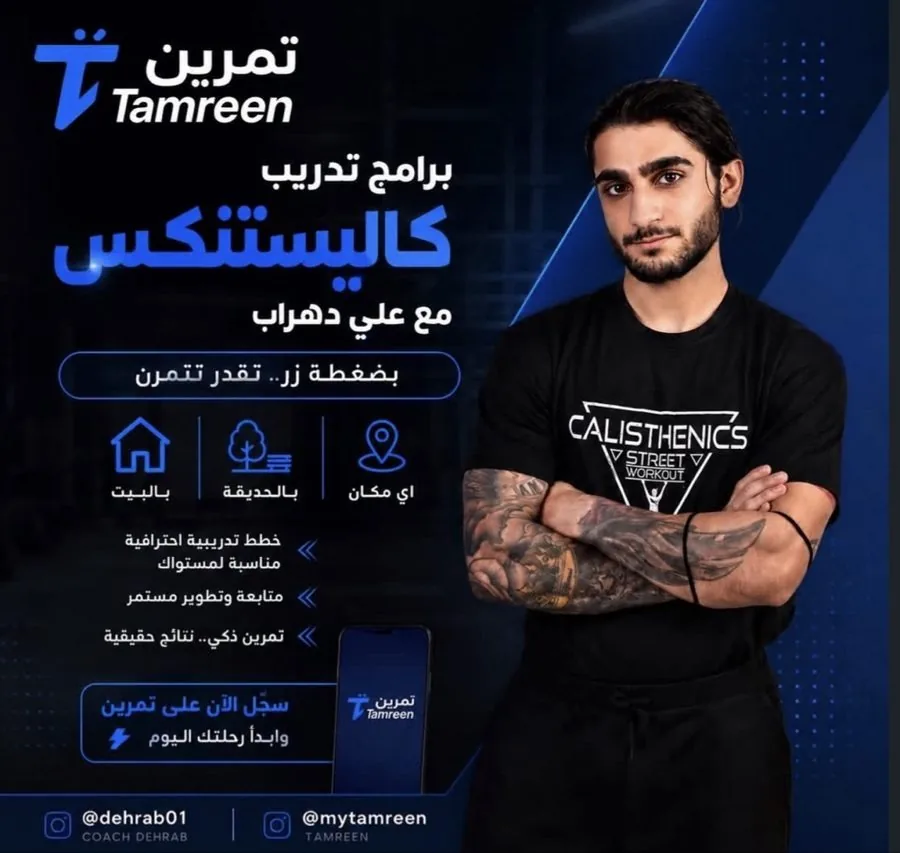 تمرين
Tamreen
برامج تدريب
كاليستنكس
مع علي دهراب
بضغطة زر.. تقدر تتمرن
اي مكان
بالحديقة
بالبيت
خطط تدريبية احترافية
مناسبة لمستواك
متابعة وتطوير مستمر
تمرين ذكي.. نتائج حقيقية
سجّل الآن على تمرين
وابدأ رحلتك اليوم
تمرين
Tamreen
CALISTHENICS
STREET
WORKOUT
@dehrab01
COACH DEHRAB
@mytamreen
TAMREEN